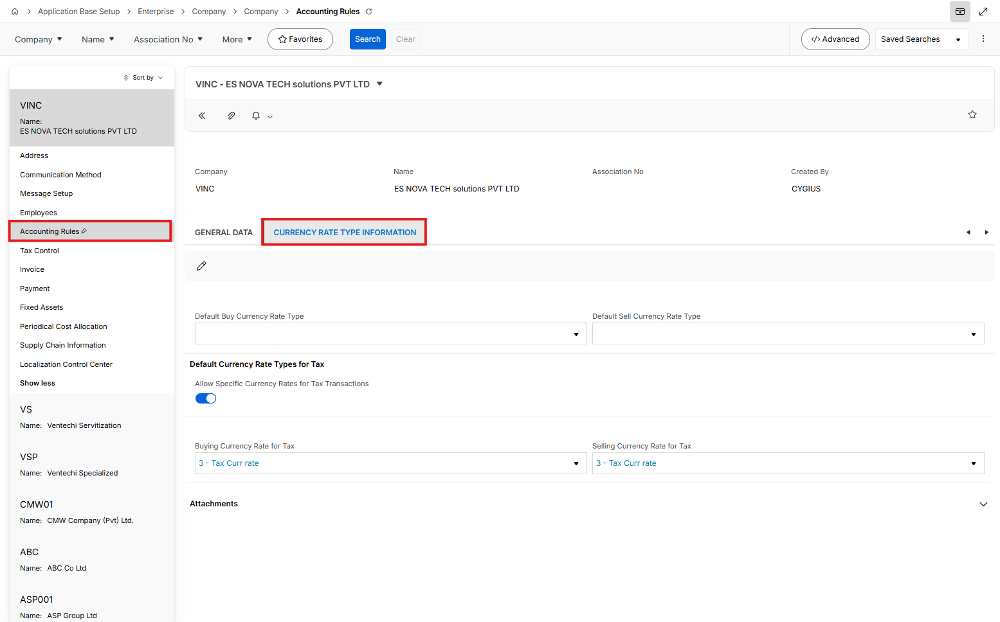 Application Base Setup > Enterprise > Company > Company > Accounting Rules
Company Name Association No More Favorites Search Clear </> Advanced Saved Searches
Sort by
VINC
Name:
ES NOVA TECH solutions PVT LTD
Address
Communication Method
Message Setup
Employees
Accounting Rules
Tax Control
Invoice
Payment
Fixed Assets
Periodical Cost Allocation
Supply Chain Information
Localization Control Center
Show less
VS
Name: Ventechi Servitization
VSP
Name: Ventechi Specialized
CMW01
Name: CMW Company (Pvt) Ltd.
ABC
Name: ABC Co Ltd
ASP001
Name: ASP Group Ltd
VINC - ES NOVA TECH solutions PVT LTD
Company Name Association No Created By
VINC ES NOVA TECH solutions PVT LTD CYGIUS
GENERAL DATA CURRENCY RATE TYPE INFORMATION
Default Buy Currency Rate Type Default Sell Currency Rate Type
Default Currency Rate Types for Tax
Allow Specific Currency Rates for Tax Transactions
Buying Currency Rate for Tax Selling Currency Rate for Tax
3 - Tax Curr rate 3 - Tax Curr rate
Attachments